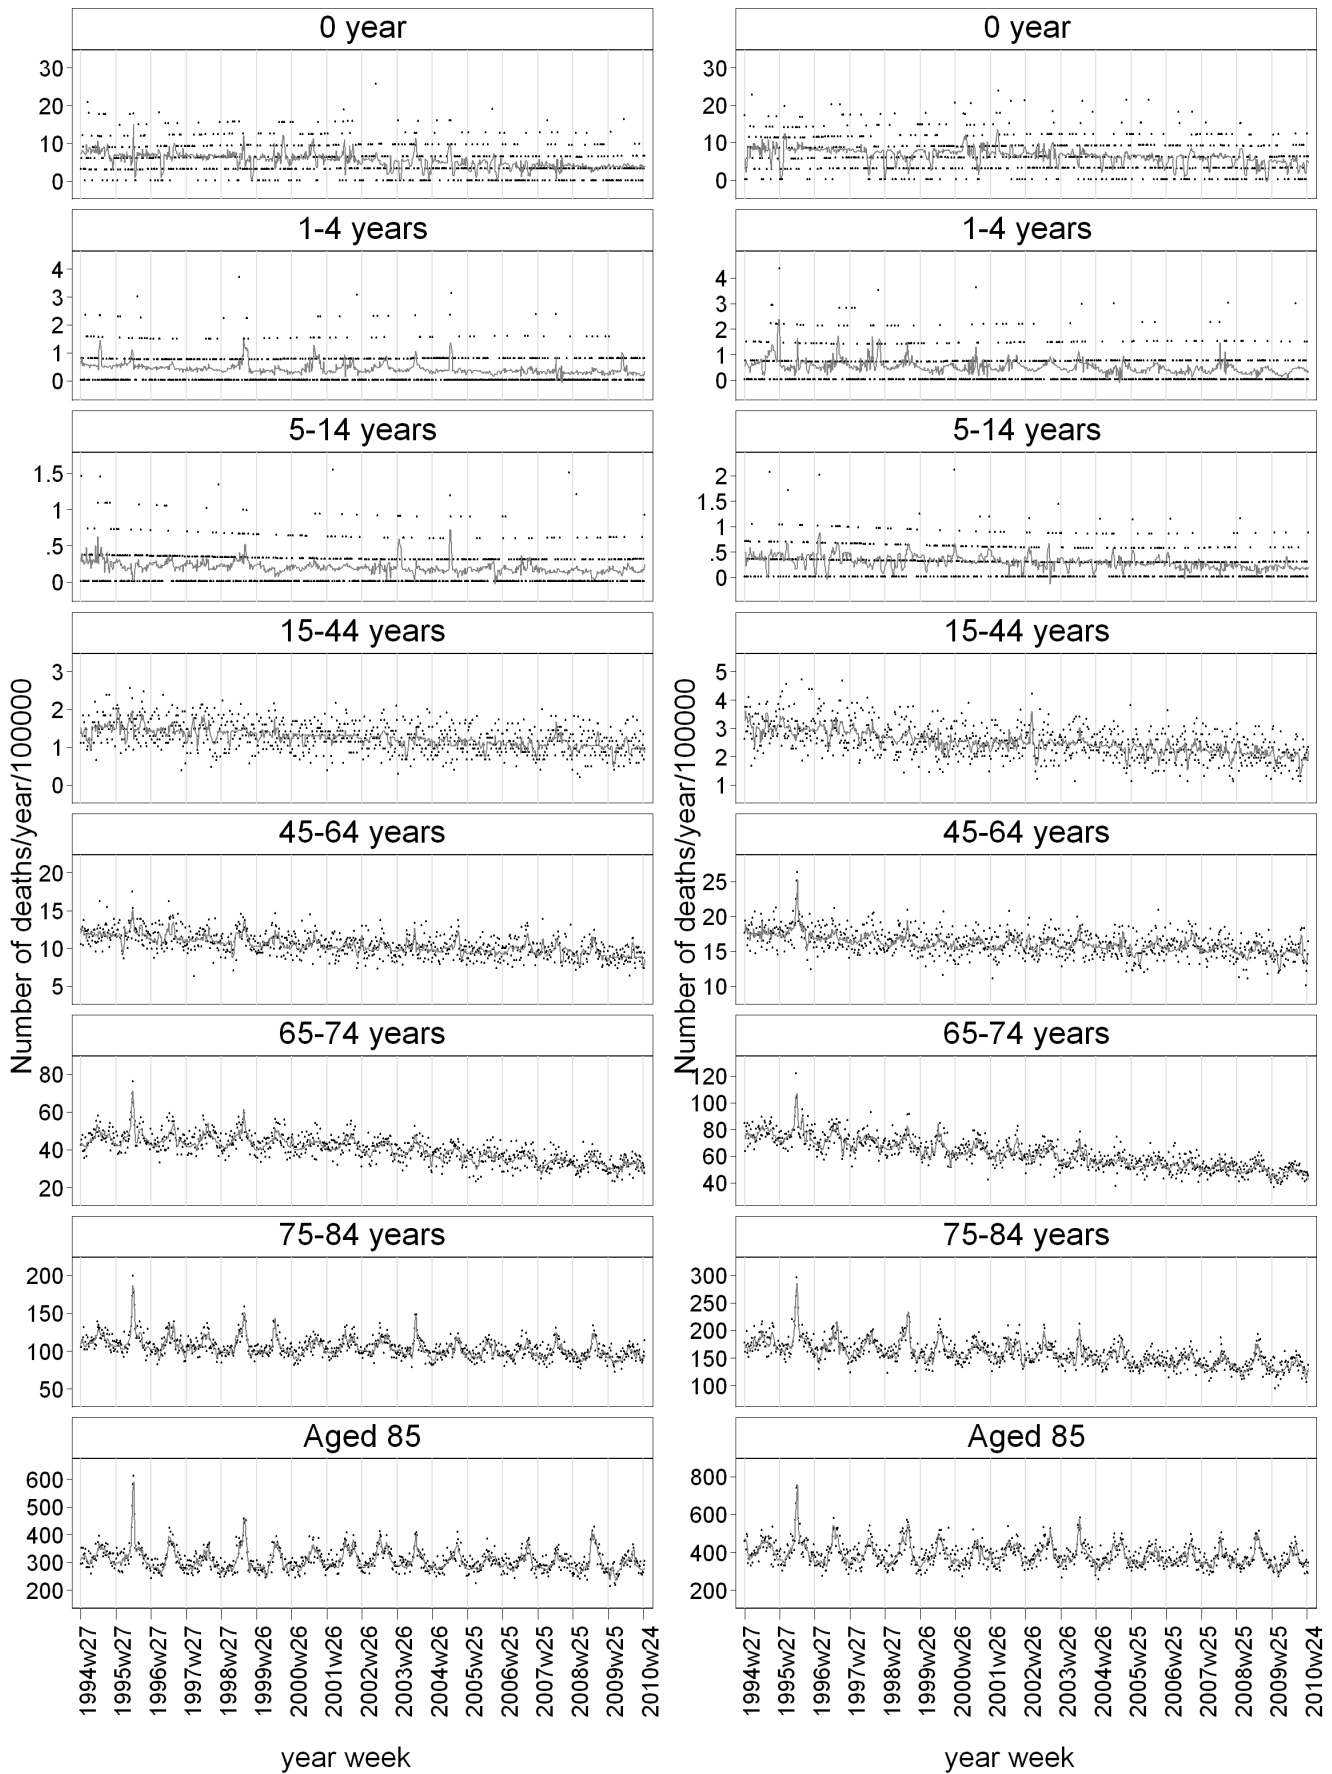 0 year
30
20
10
0
1-4 years
4
3
2
1
0
5-14 years
1.5
1
.5
0
15-44 years
3
2
1
0
45-64 years
20
15
10
5
65-74 years
80
60
40
20
75-84 years
200
150
100
50
Aged 85
600
500
400
300
200
Number of deaths/year/100000
1994w27
1995w27
1996w27
1997w27
1998w27
1999w26
2000w26
2001w26
2002w26
2003w26
2004w26
2005w25
2006w25
2007w25
2008w25
2009w25
2010w24
year week
0 year
30
20
10
0
1-4 years
4
3
2
1
0
5-14 years
2
1.5
1
.5
0
15-44 years
5
4
3
2
1
45-64 years
25
20
15
10
65-74 years
120
100
80
60
40
75-84 years
300
250
200
150
100
Aged 85
800
600
400
200
Number of deaths/year/100000
1994w27
1995w27
1996w27
1997w27
1998w27
1999w26
2000w26
2001w26
2002w26
2003w26
2004w26
2005w25
2006w25
2007w25
2008w25
2009w25
2010w24
year week